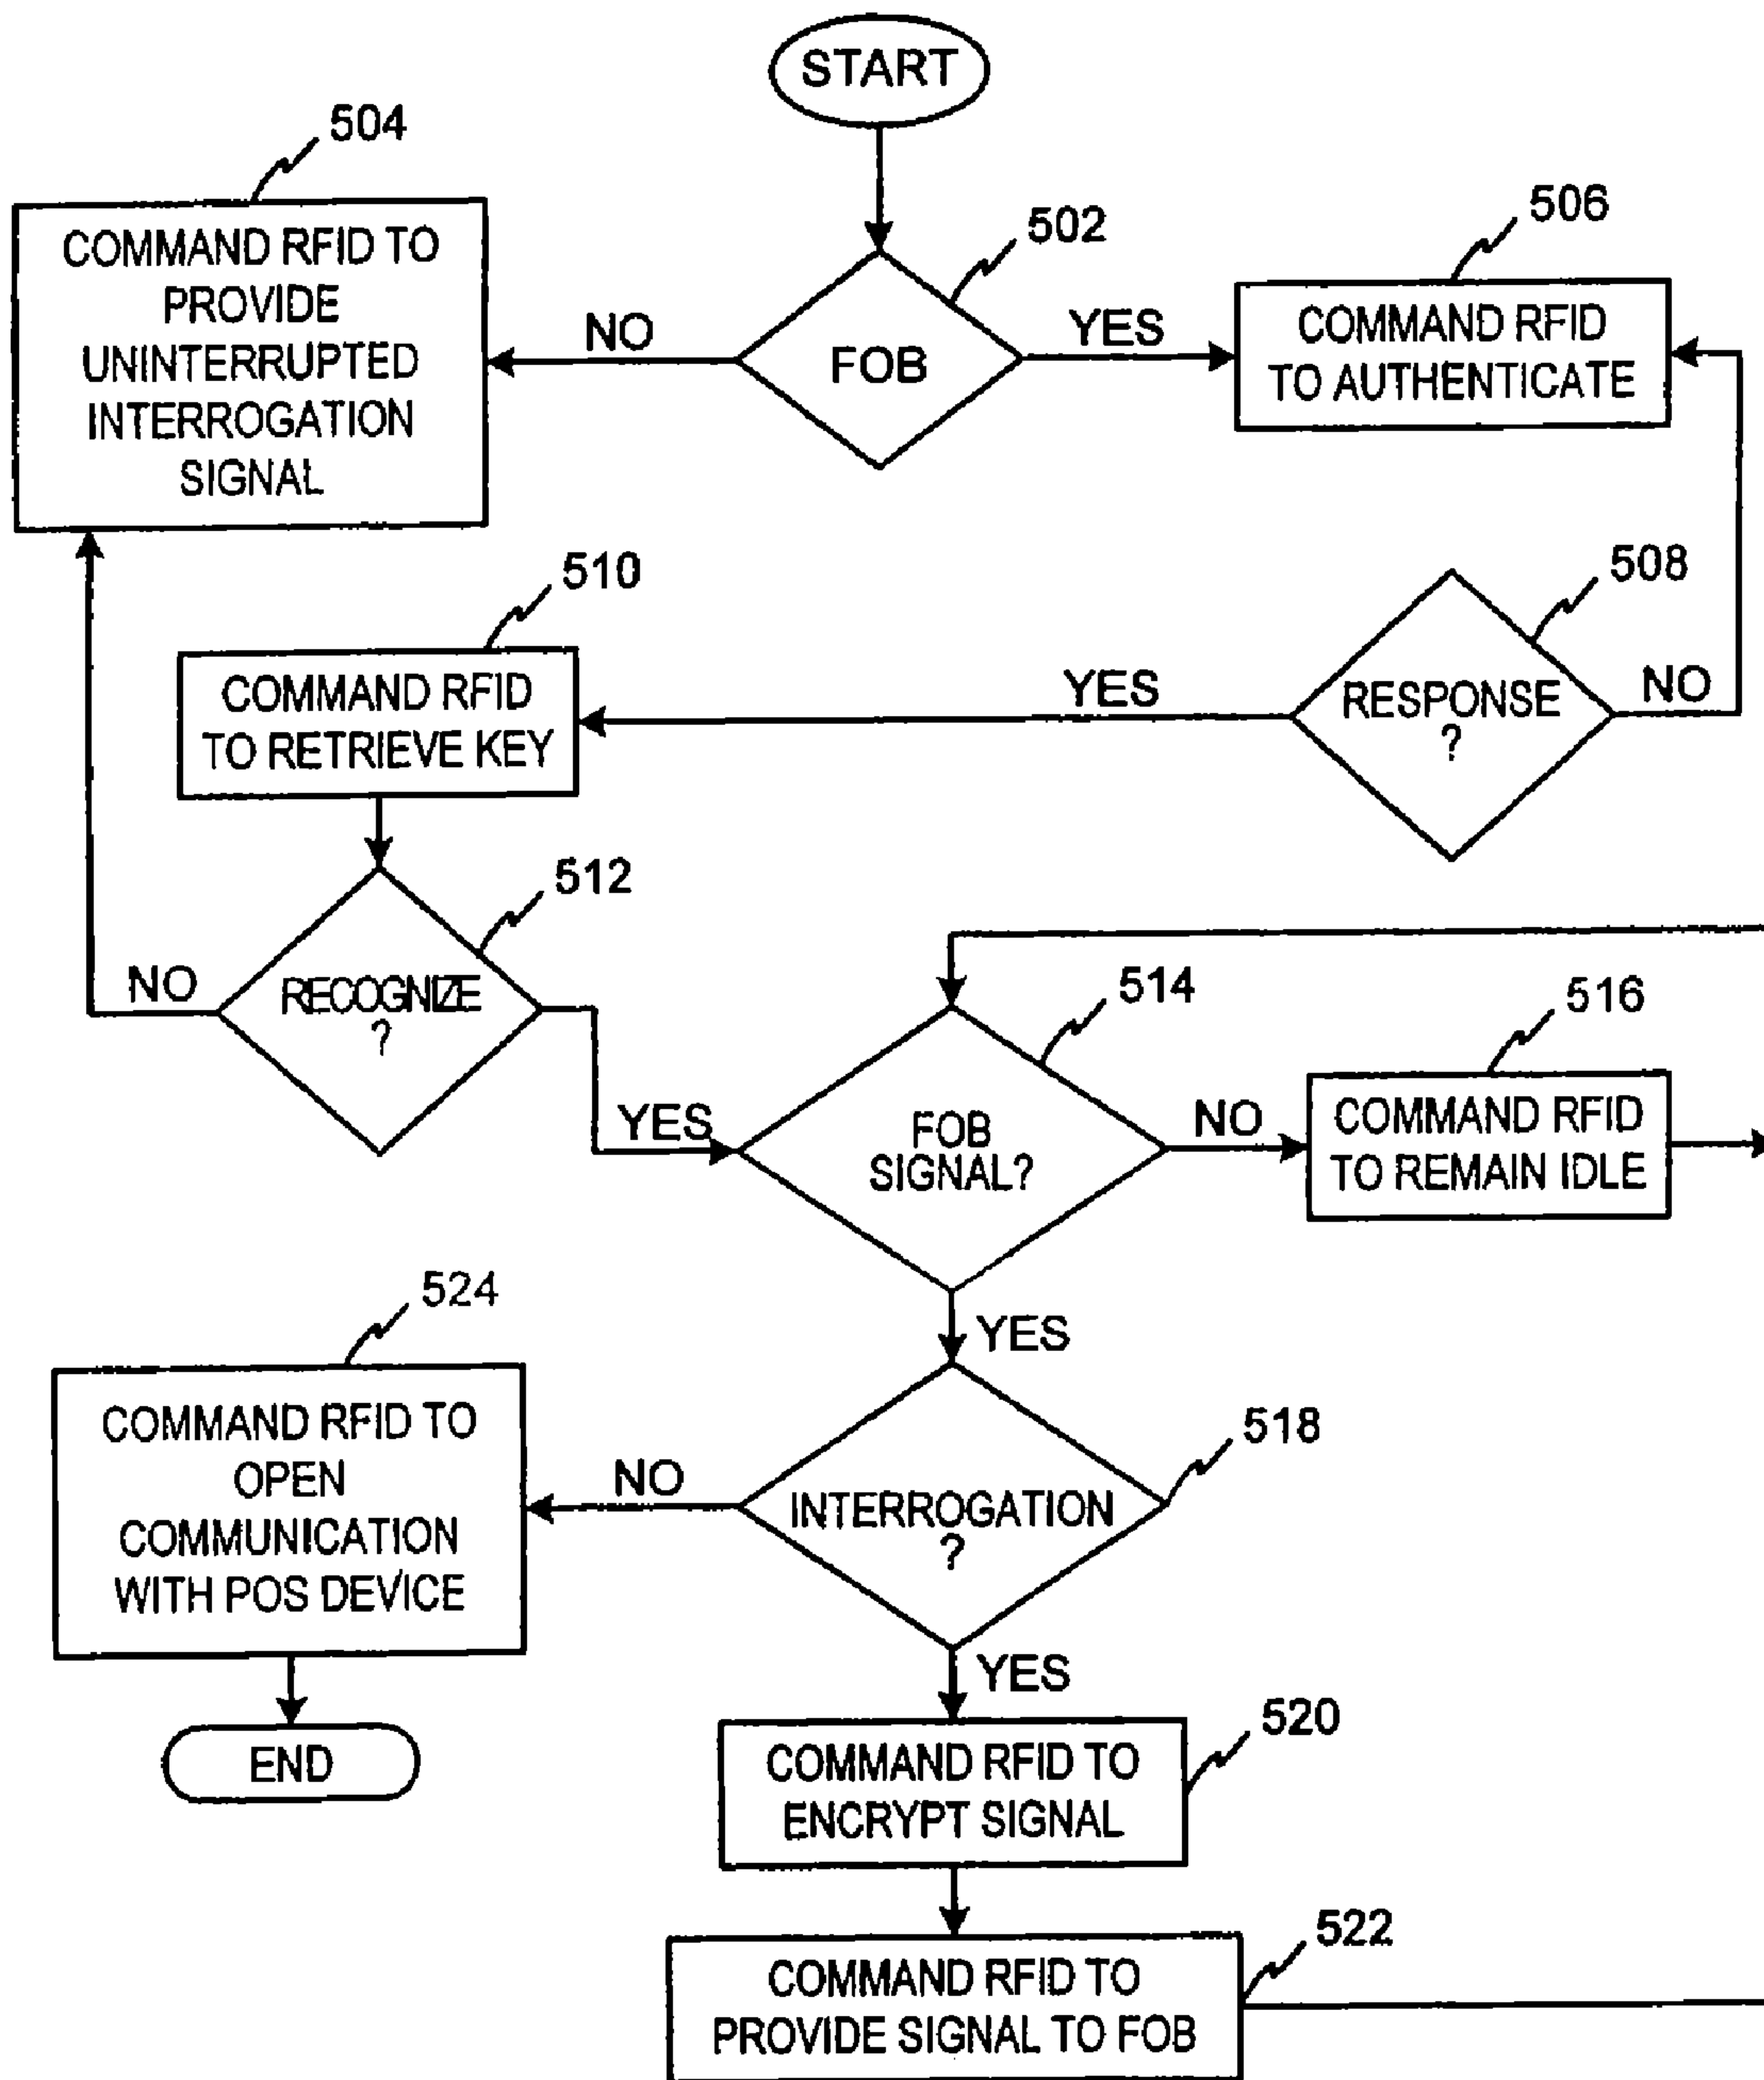 START
504
COMMAND RFID TO
PROVIDE
UNINTERRUPTED
INTERROGATION
SIGNAL
502
FOB
NO
YES
506
COMMAND RFID
TO AUTHENTICATE
508
RESPONSE
?
NO
YES
510
COMMAND RFID
TO RETRIEVE KEY
512
RECOGNIZE
?
NO
YES
514
FOB
SIGNAL?
NO
516
COMMAND RFID
TO REMAIN IDLE
YES
518
INTERROGATION
?
NO
524
COMMAND RFID TO
OPEN
COMMUNICATION
WITH POS DEVICE
END
YES
520
COMMAND RFID TO
ENCRYPT SIGNAL
522
COMMAND RFID TO
PROVIDE SIGNAL TO FOB